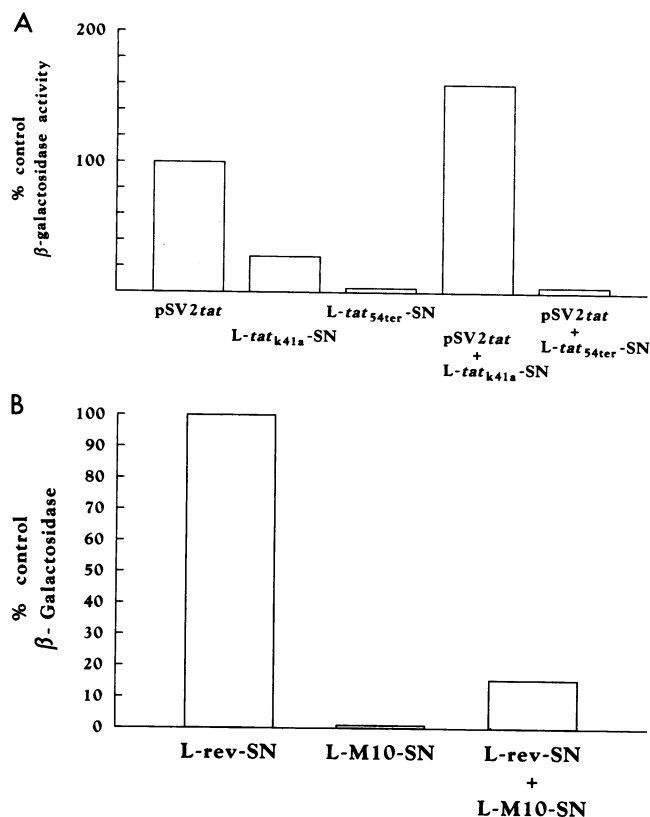 A
200
100
% control
β-galactosidase activity
pSV2tat
L-tatk41a-SN
L-tat54ter-SN
pSV2tat
+
L-tatk41a-SN
pSV2tat
+
L-tat54ter-SN
B
100
90
80
70
60
50
40
30
20
10
0
% control
β- Galactosidase
L-rev-SN
L-M10-SN
L-rev-SN
+
L-M10-SN